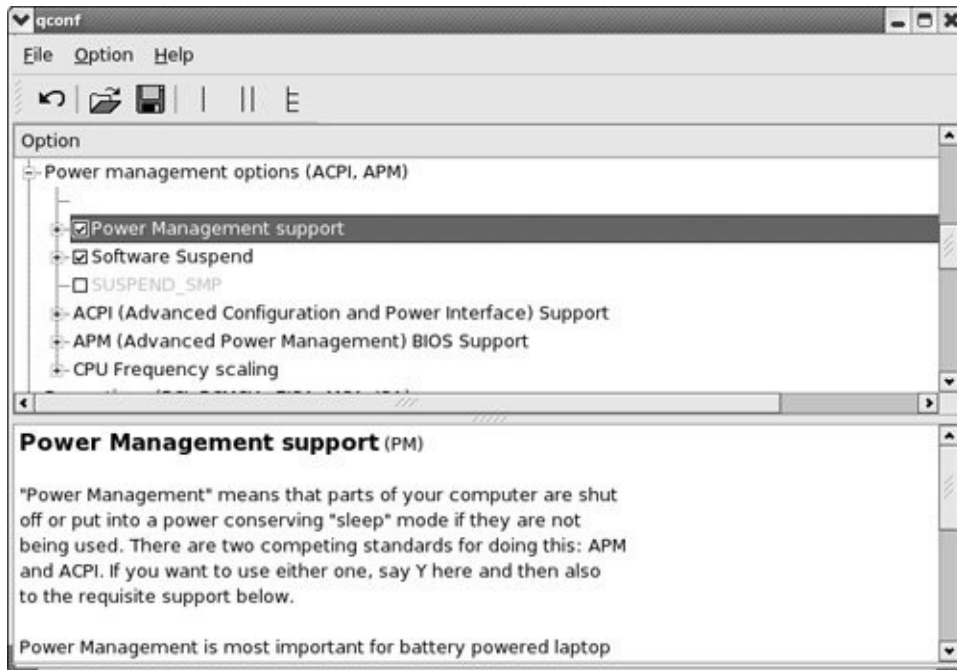 qconf
File Option Help
Option
Power management options (ACPI, APM)
Power Management support
Software Suspend
SUSPEND_SMP
ACPI (Advanced Configuration and Power Interface) Support
APM (Advanced Power Management) BIOS Support
CPU Frequency scaling
Power Management support (PM)
"Power Management" means that parts of your computer are shut
off or put into a power conserving "sleep" mode if they are not
being used. There are two competing standards for doing this: APM
and ACPI. If you want to use either one, say Y here and then also
to the requisite support below.
Power Management is most important for battery powered laptop